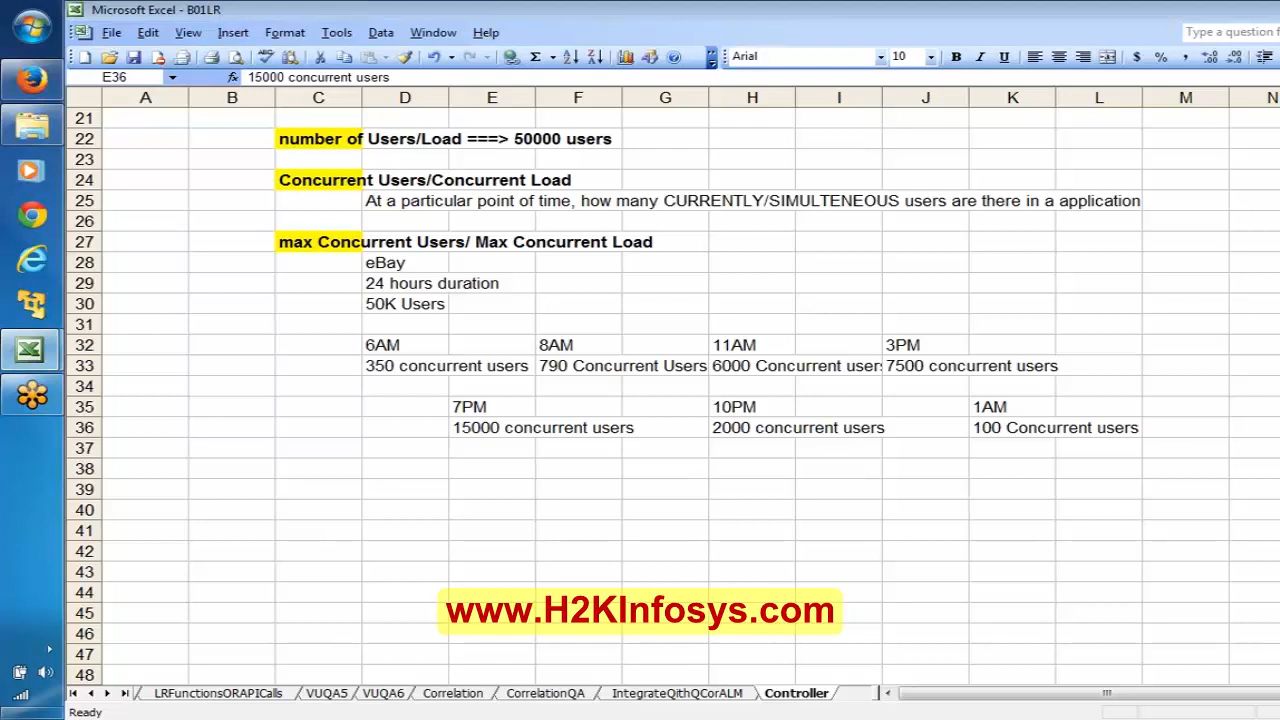 Microsoft Excel - B01LR
File Edit View Insert Format Tools Data Window Help
Type a question f
Arial 10 B I U $ % ,
E36 fx 15000 concurrent users
A B C D E F G H I J K L M N
21
22 number of Users/Load ===> 50000 users
23
24 Concurrent Users/Concurrent Load
25 At a particular point of time, how many CURRENTLY/SIMULTENEOUS users are there in a application
26
27 max Concurrent Users/ Max Concurrent Load
28 eBay
29 24 hours duration
30 50K Users
31
32 6AM 8AM 11AM 3PM
33 350 concurrent users 790 Concurrent Users 6000 Concurrent user 7500 concurrent users
34
35 7PM 10PM 1AM
36 15000 concurrent users 2000 concurrent users 100 Concurrent users
37
38
39
40
41
42
43
44
45 www.H2KInfosys.com
46
47
48
LRFunctionsORAPICalls VUQA5 VUQA6 Correlation CorrelationQA IntegrateQithQCorALM Controller
Ready